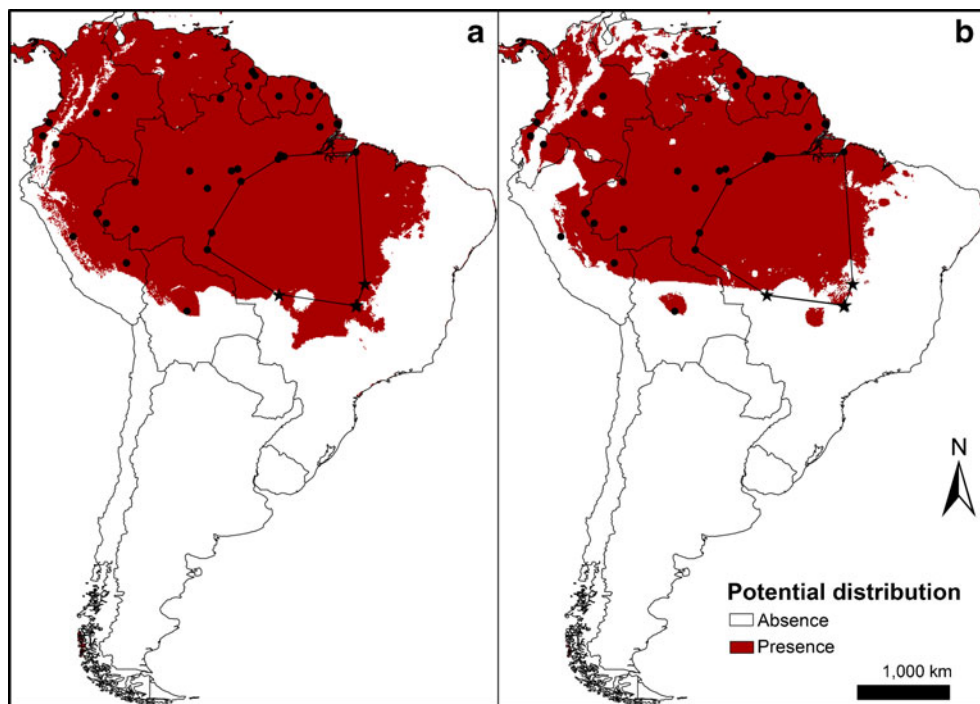 a
b
N
Potential distribution
Absence
Presence
1,000 km